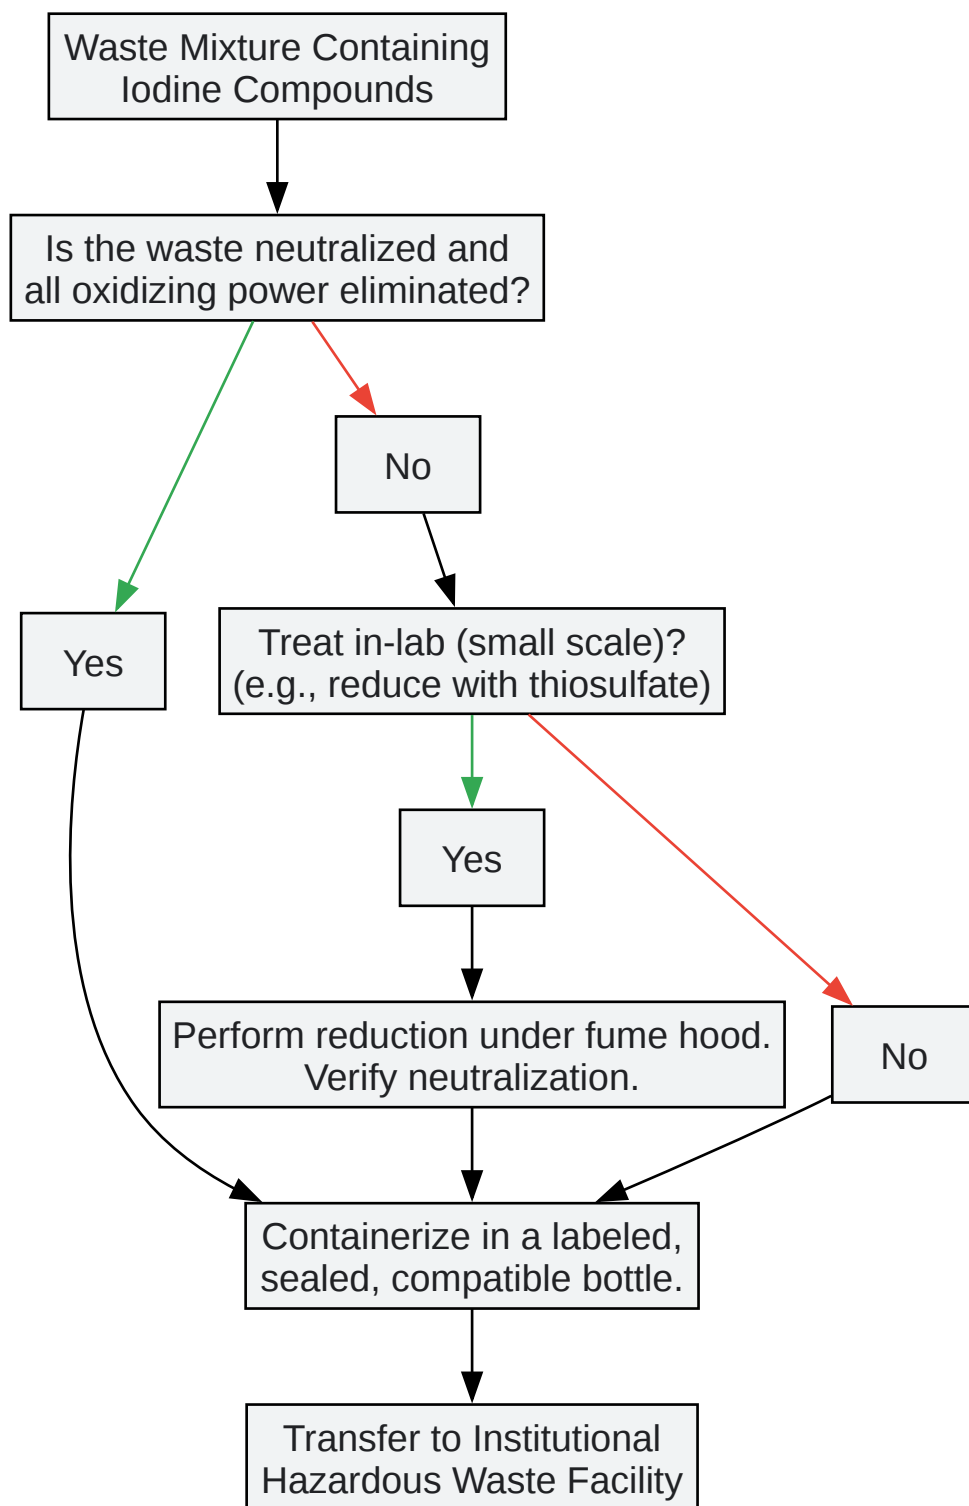 Waste Mixture Containing
Iodine Compounds
Is the waste neutralized and
all oxidizing power eliminated?
No
Yes
Treat in-lab (small scale)?
(e.g., reduce with thiosulfate)
Yes
Perform reduction under fume hood.
Verify neutralization.
No
Containerize in a labeled,
sealed, compatible bottle.
Transfer to Institutional
Hazardous Waste Facility